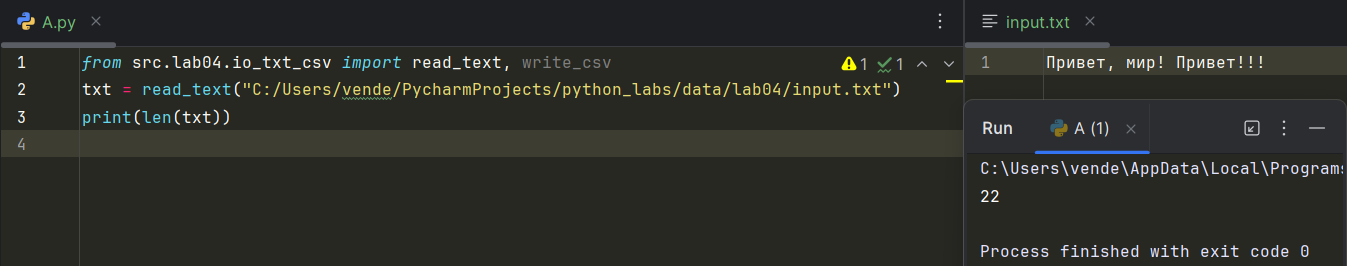 A.py
1 from src.lab04.io_txt_csv import read_text, write_csv
2 txt = read_text("C:/Users/vende/PycharmProjects/python_labs/data/lab04/input.txt")
3 print(len(txt))
4
1 1
input.txt
1 Привет, мир! Привет!!!
Run A (1)
C:\Users\vende\AppData\Local\Programs
22
Process finished with exit code 0